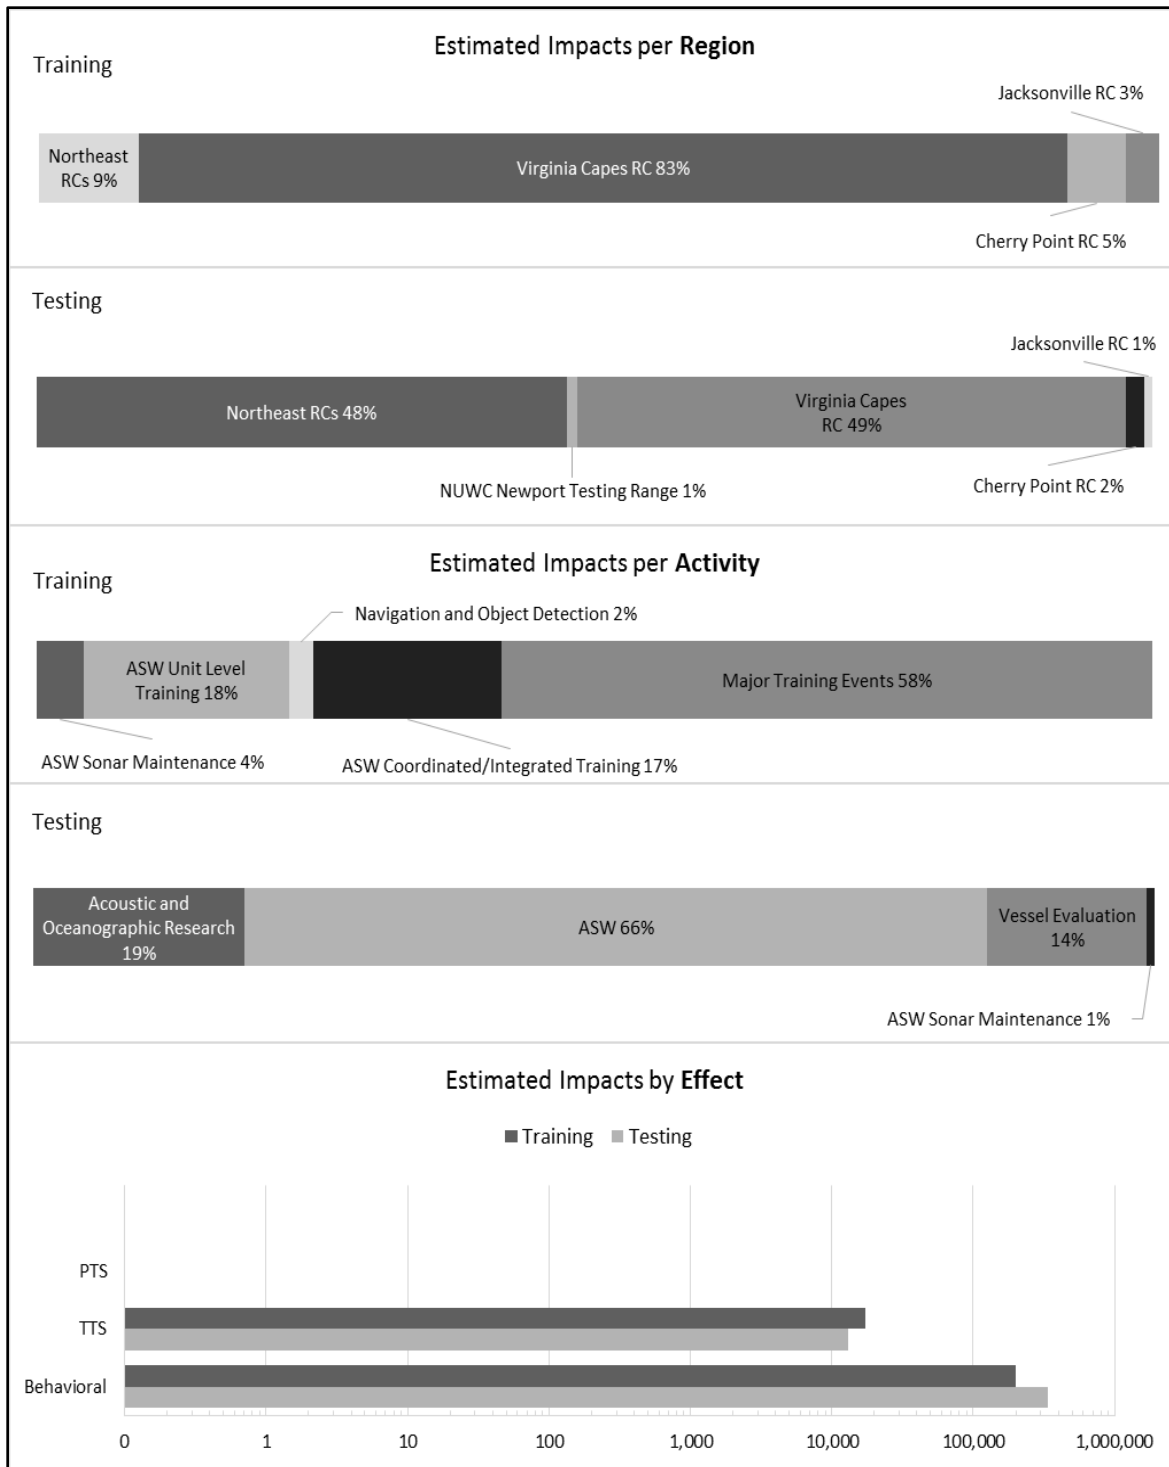 Estimated Impacts per Region
Training
Jacksonville RC 3%
Northeast
RCs 9%
Virginia Capes RC 83%
Cherry Point RC 5%
Testing
Jacksonville RC 1%
Northeast RCs 48%
Virginia Capes
RC 49%
NUWC Newport Testing Range 1%
Cherry Point RC 2%
Estimated Impacts per Activity
Training
Navigation and Object Detection 2%
ASW Unit Level
Training 18%
Major Training Events 58%
ASW Sonar Maintenance 4%
ASW Coordinated/Integrated Training 17%
Testing
Acoustic and
Oceanographic Research
19%
ASW 66%
Vessel Evaluation
14%
ASW Sonar Maintenance 1%
Estimated Impacts by Effect
Training Testing
PTS
TTS
Behavioral
0 1 10 100 1,000 10,000 100,000 1,000,000